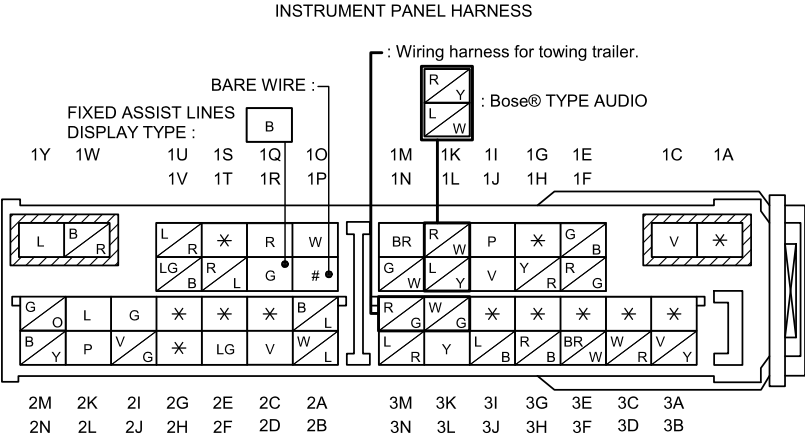 INSTRUMENT PANEL HARNESS
: Wiring harness for towing trailer.
BARE WIRE :
R Y
: Bose® TYPE AUDIO
L W
FIXED ASSIST LINES
DISPLAY TYPE :
B
1Y 1W 1U 1S 1Q 1O 1M 1K 1I 1G 1E 1C 1A
1V 1T 1R 1P 1N 1L 1J 1H 1F
L B R L R * R W BR R W P * G B V *
LG B R L G # G W L Y V Y R R G
G O L G * * * B L R G W G * * * * *
B Y P V G * LG V W L L R Y L B R B BR W W R V Y
2M 2K 2I 2G 2E 2C 2A 3M 3K 3I 3G 3E 3C 3A
2N 2L 2J 2H 2F 2D 2B 3N 3L 3J 3H 3F 3D 3B